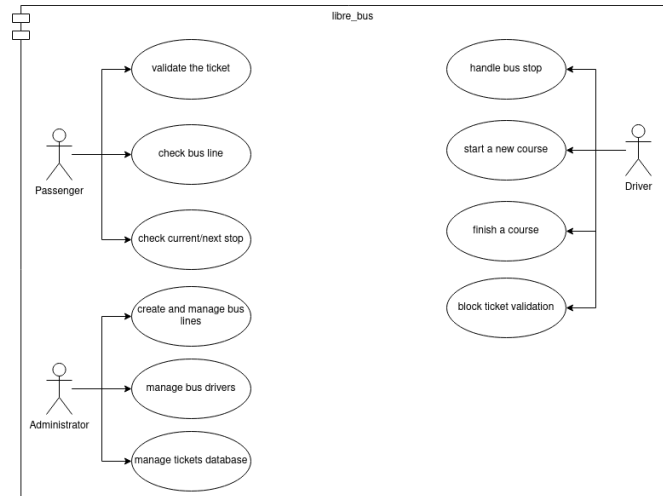 libre_bus
validate the ticket
handle bus stop
check bus line
start a new course
Passenger
Driver
check current/next stop
finish a course
create and manage bus
lines
block ticket validation
manage bus drivers
Administrator
manage tickets database